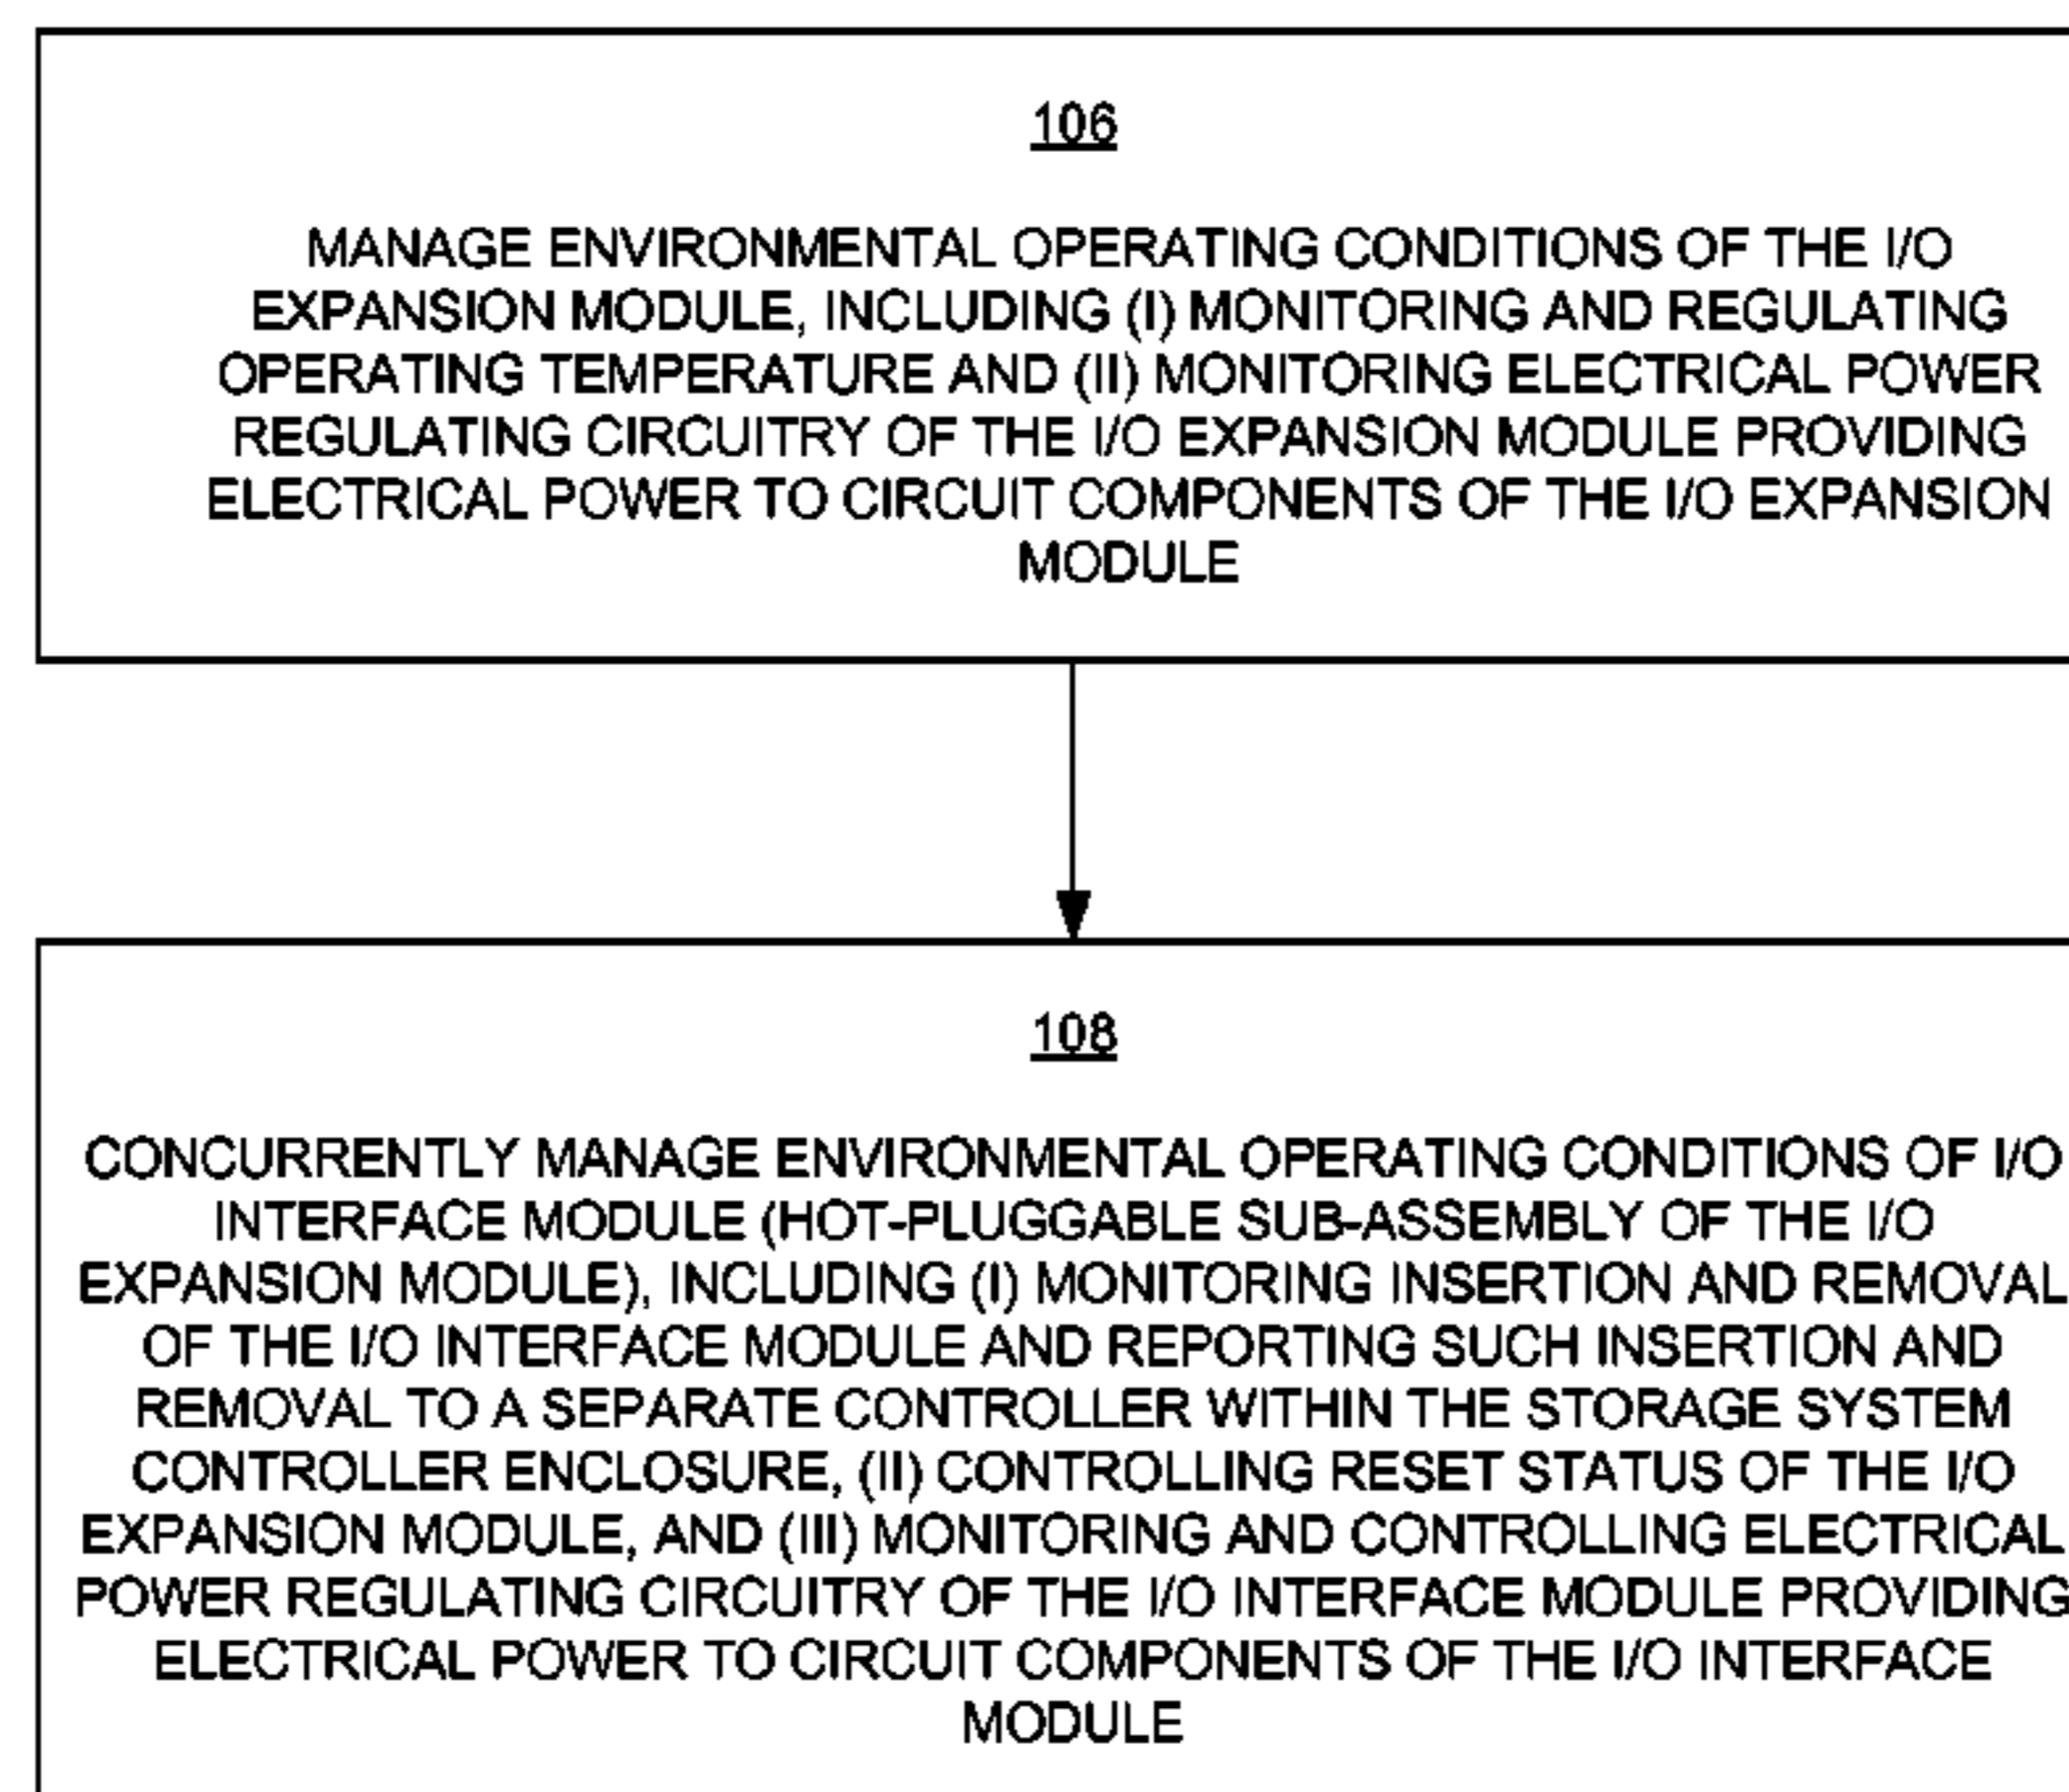 106
MANAGE ENVIRONMENTAL OPERATING CONDITIONS OF THE I/O
EXPANSION MODULE, INCLUDING (I) MONITORING AND REGULATING
OPERATING TEMPERATURE AND (II) MONITORING ELECTRICAL POWER
REGULATING CIRCUITRY OF THE I/O EXPANSION MODULE PROVIDING
ELECTRICAL POWER TO CIRCUIT COMPONENTS OF THE I/O EXPANSION
MODULE
108
CONCURRENTLY MANAGE ENVIRONMENTAL OPERATING CONDITIONS OF I/O
INTERFACE MODULE (HOT-PLUGGABLE SUB-ASSEMBLY OF THE I/O
EXPANSION MODULE), INCLUDING (I) MONITORING INSERTION AND REMOVAL
OF THE I/O INTERFACE MODULE AND REPORTING SUCH INSERTION AND
REMOVAL TO A SEPARATE CONTROLLER WITHIN THE STORAGE SYSTEM
CONTROLLER ENCLOSURE, (II) CONTROLLING RESET STATUS OF THE I/O
EXPANSION MODULE, AND (III) MONITORING AND CONTROLLING ELECTRICAL
POWER REGULATING CIRCUITRY OF THE I/O INTERFACE MODULE PROVIDING
ELECTRICAL POWER TO CIRCUIT COMPONENTS OF THE I/O INTERFACE
MODULE